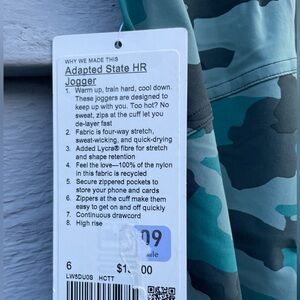 WHY WE MADE THIS
Adapted State HR
Jogger
1. Warm up, train hard, cool down.
These joggers are designed to
keep up with you. Too hot? No
sweat, zips at the cuff let you
de-layer fast
2. Fabric is four-way stretch,
sweat-wicking, and quick-drying
3. Added Lycra® fibre for stretch
and shape retention
4. Feel the love—100% of the nylon
in this fabric is recycled
5. Secure zippered pockets to
store your phone and cards
6. Zippers at the cuff make them
easy to get on and off quickly
7. Continuous drawcord
8. High rise
09
6
LW5DU0S HCTT